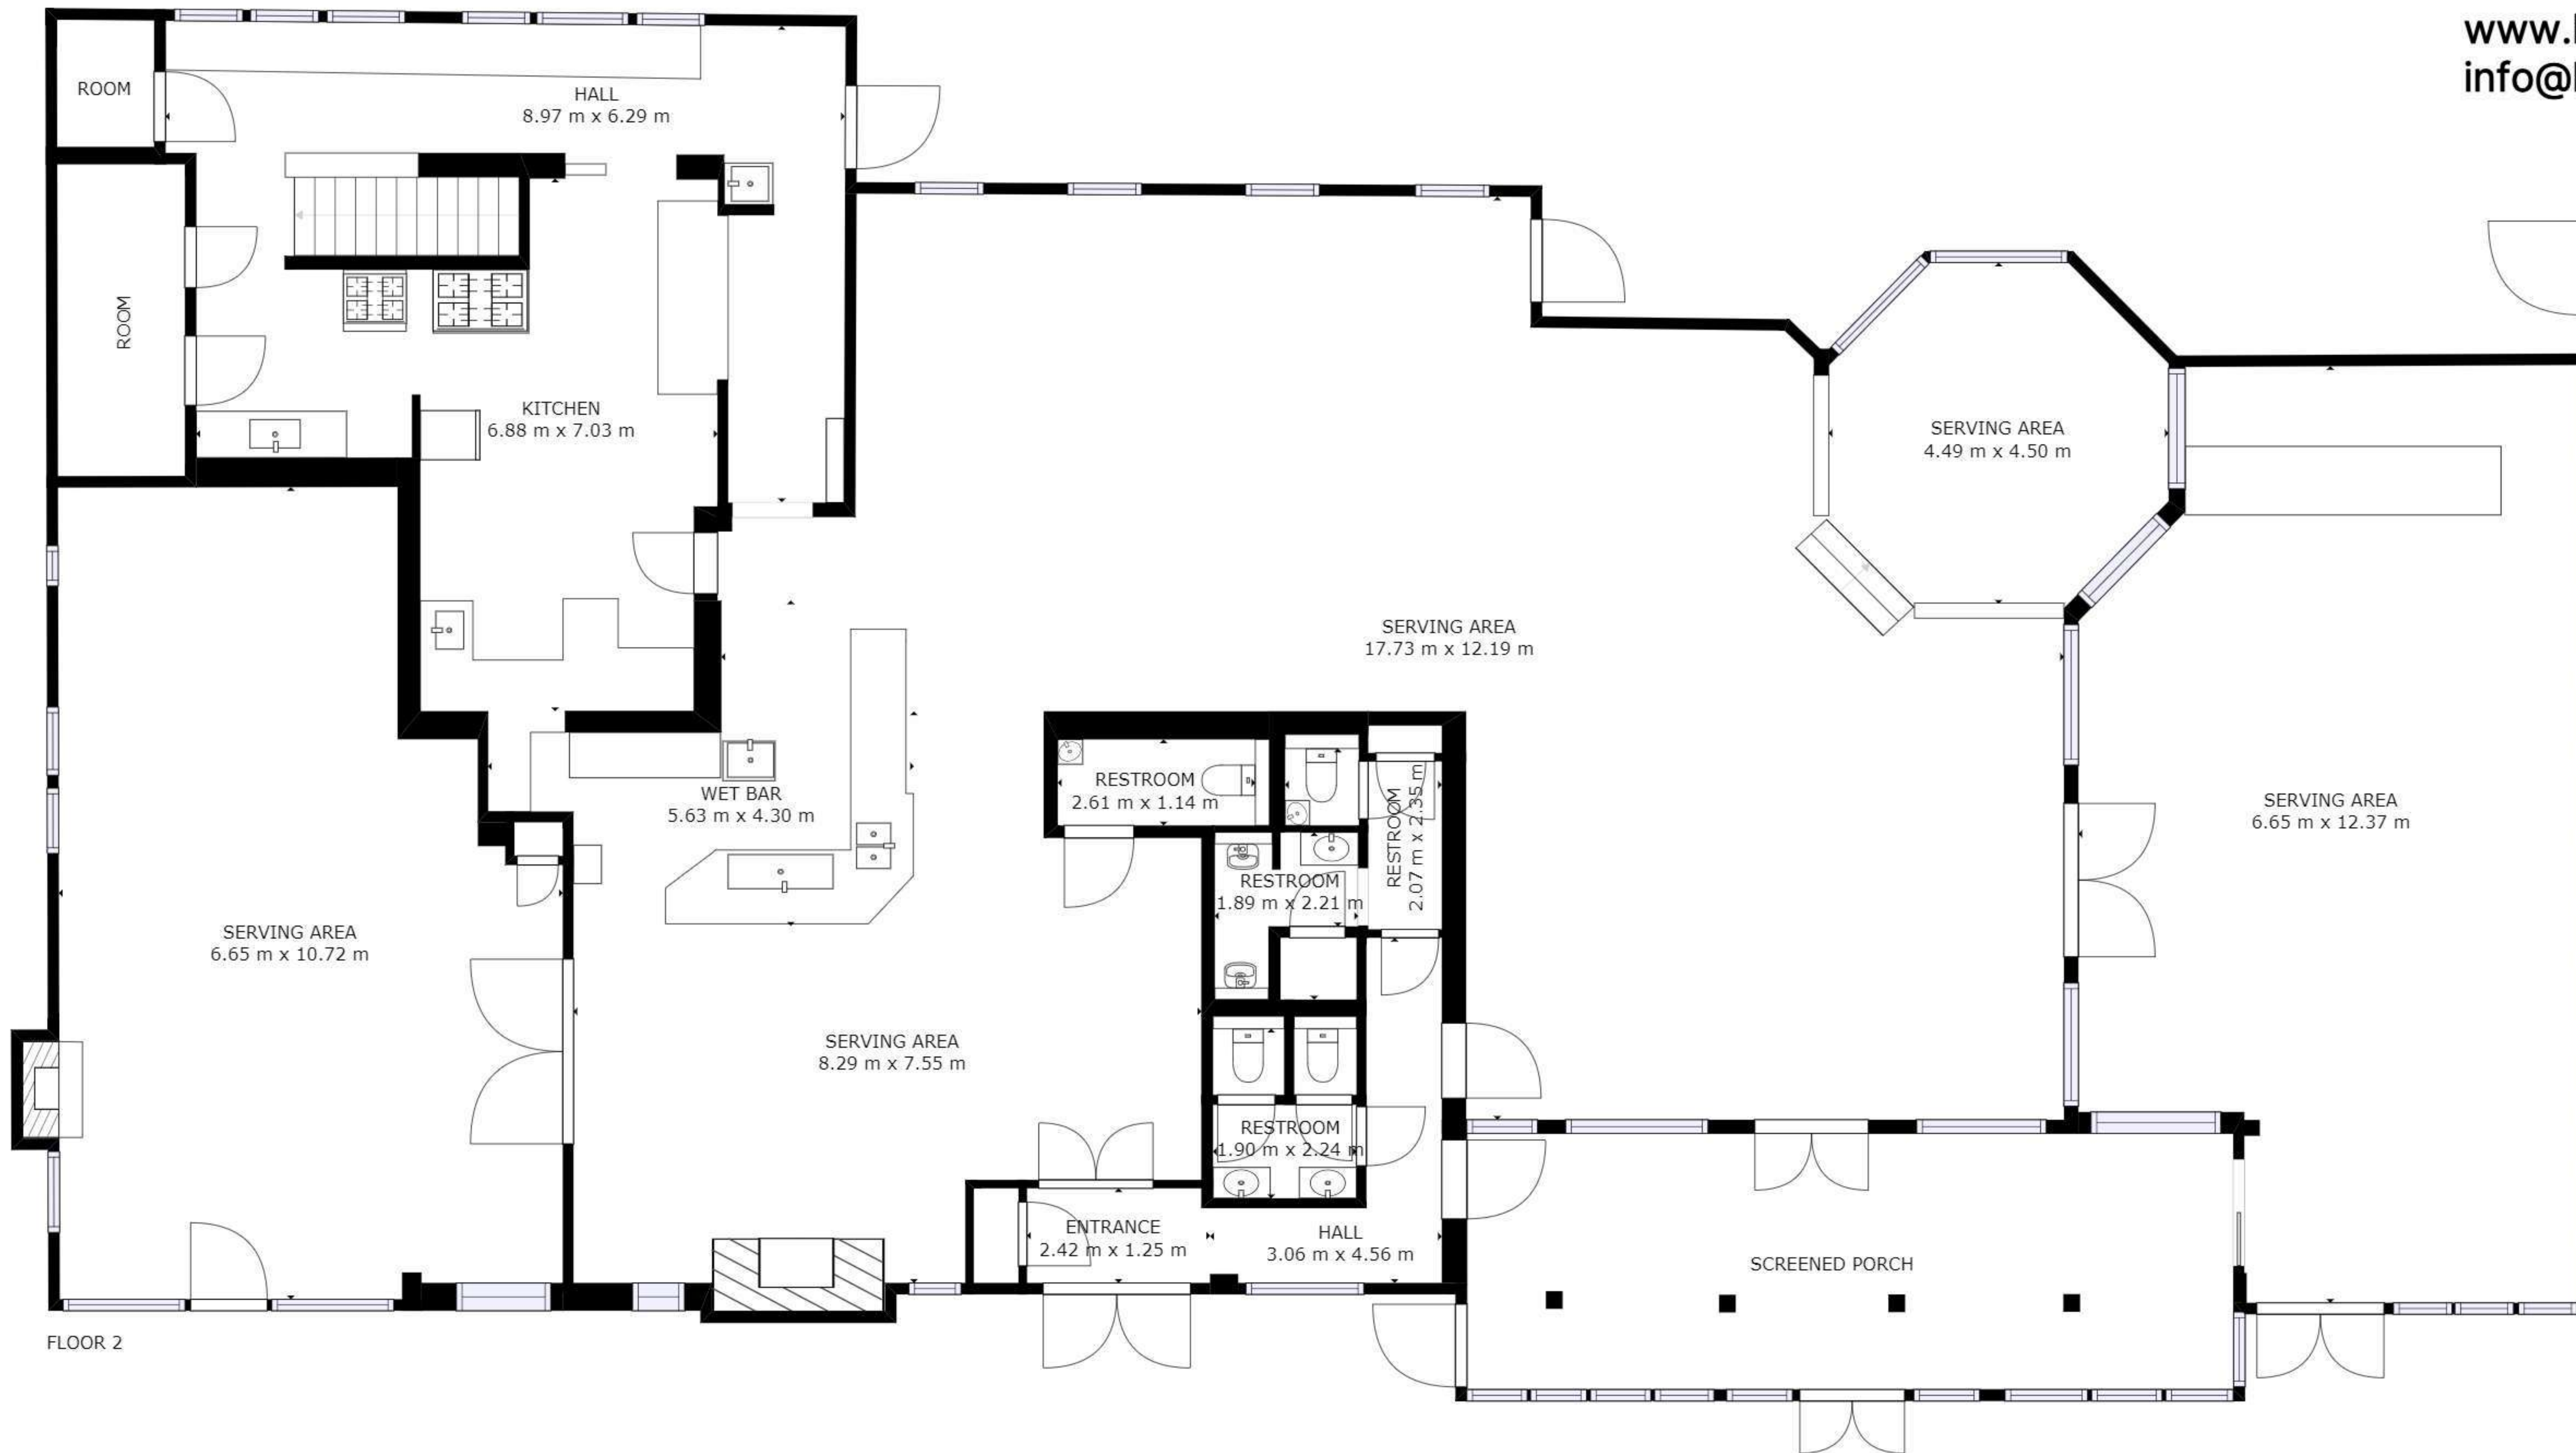 www.
info@
ROOM
HALL
8.97 m x 6.29 m
ROOM
KITCHEN
6.88 m x 7.03 m
SERVING AREA
4.49 m x 4.50 m
SERVING AREA
17.73 m x 12.19 m
RESTROOM
2.61 m x 1.14 m
WET BAR
5.63 m x 4.30 m
RESTROOM
2.07 m x 2.35 m
SERVING AREA
6.65 m x 12.37 m
RESTROOM
1.89 m x 2.21 m
SERVING AREA
6.65 m x 10.72 m
SERVING AREA
8.29 m x 7.55 m
RESTROOM
1.90 m x 2.24 m
ENTRANCE
2.42 m x 1.25 m
HALL
3.06 m x 4.56 m
SCREENED PORCH
FLOOR 2